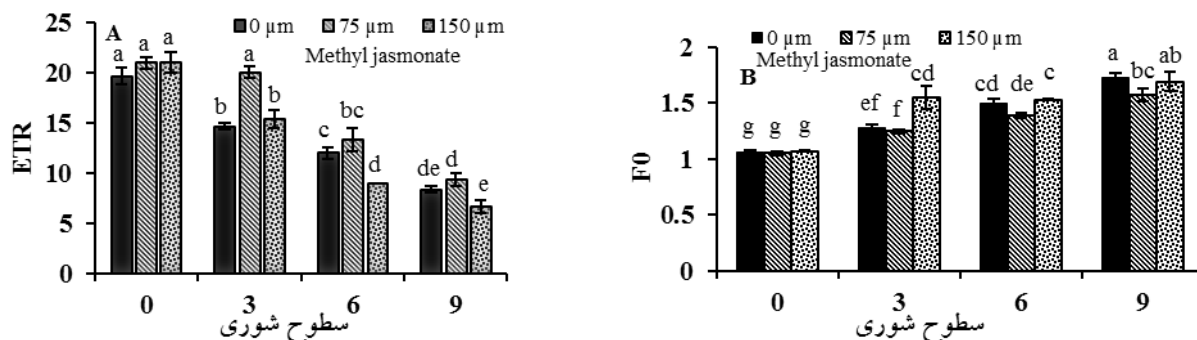 A
0 µm 75 µm 150 µm
Methyl jasmonate
ETR
25
20
15
10
5
0
a a a
b a b
c bc d
de d e
0 3 6 9
سطوح شوری
B
0 µm 75 µm 150 µm
Methyl jasmonate
F0
2
1.5
1
0.5
0
g g g
ef f cd
cd de c
a bc ab
0 3 6 9
سطوح شوری